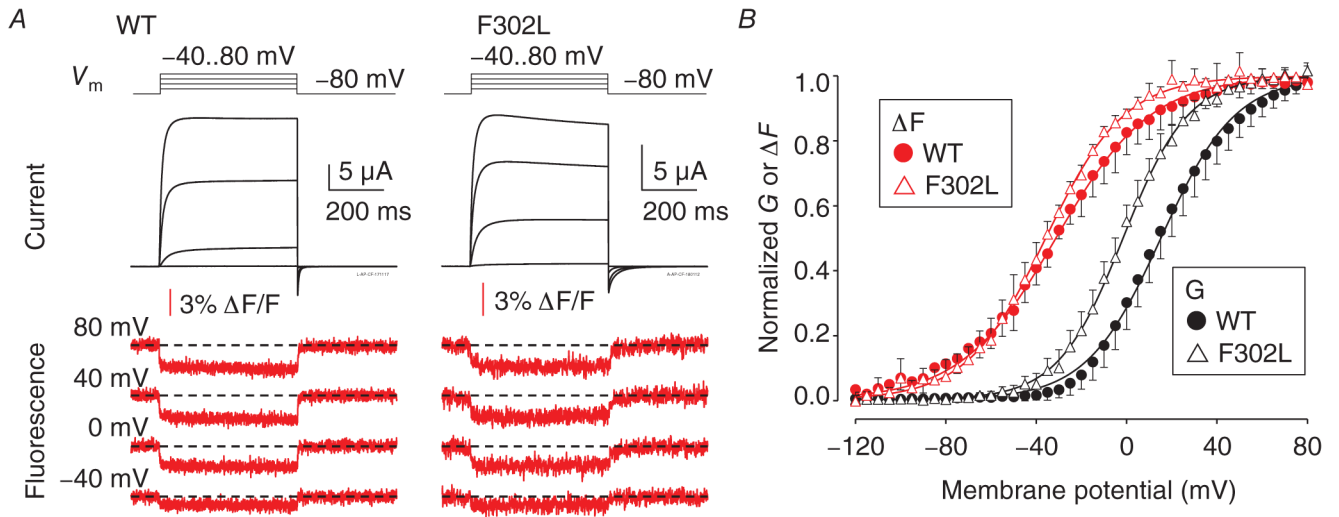 A
WT
F302L
−40..80 mV
−40..80 mV
Vm
−80 mV
−80 mV
Current
5 µA
200 ms
5 µA
200 ms
3% ΔF/F
3% ΔF/F
Fluorescence
80 mV
40 mV
0 mV
−40 mV
B
Normalized G or ΔF
1.0
0.8
0.6
0.4
0.2
0.0
ΔF
WT
F302L
G
WT
F302L
−120
−80
−40
0
40
80
Membrane potential (mV)